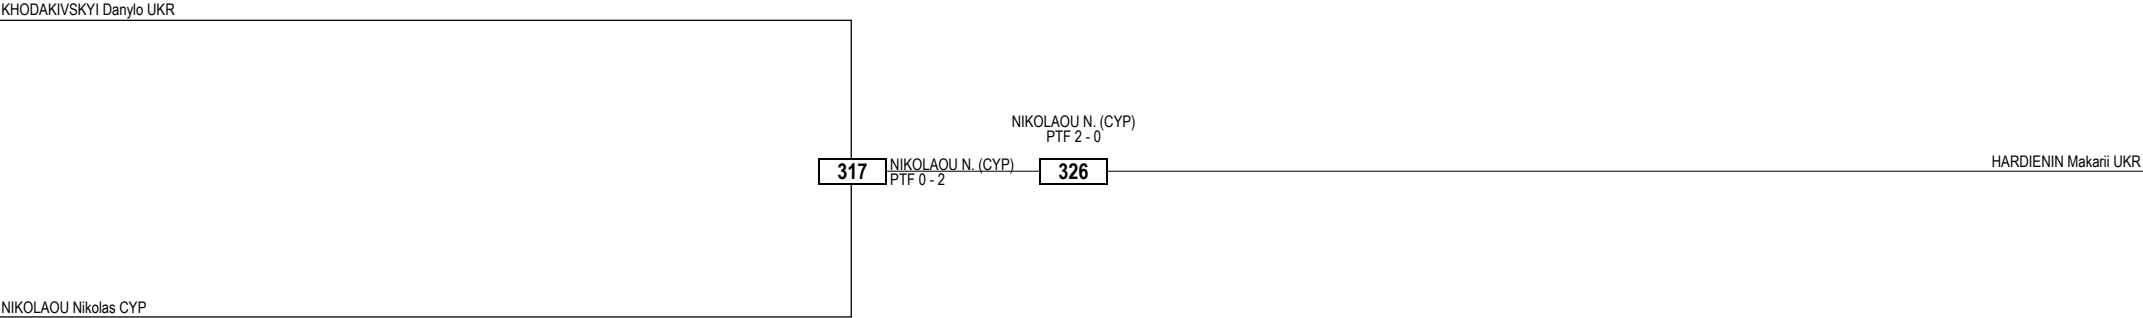 KHODAKIVSKYI Danylo UKR
NIKOLAOU N. (CYP)
PTF 2 - 0
317
NIKOLAOU N. (CYP)
PTF 0 - 2
326
HARDIENIN Makarii UKR
NIKOLAOU Nikolas CYP